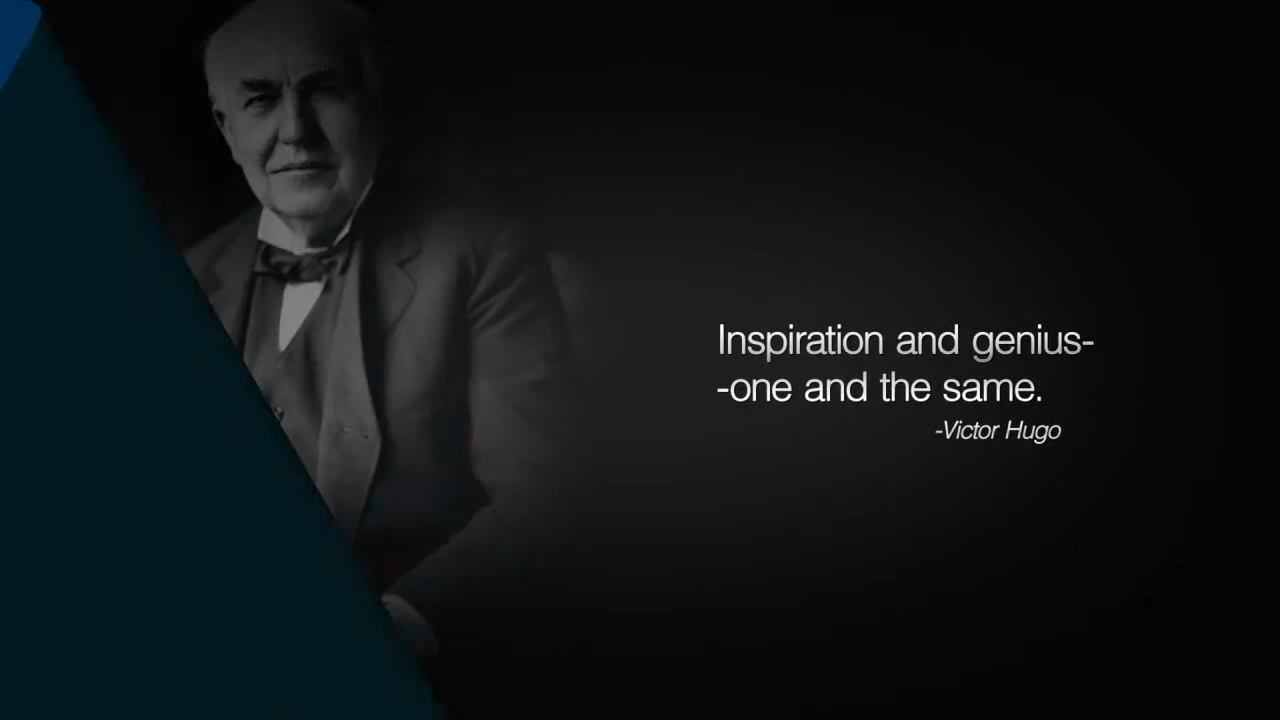 Inspiration and genius-
-one and the same.
-Victor Hugo